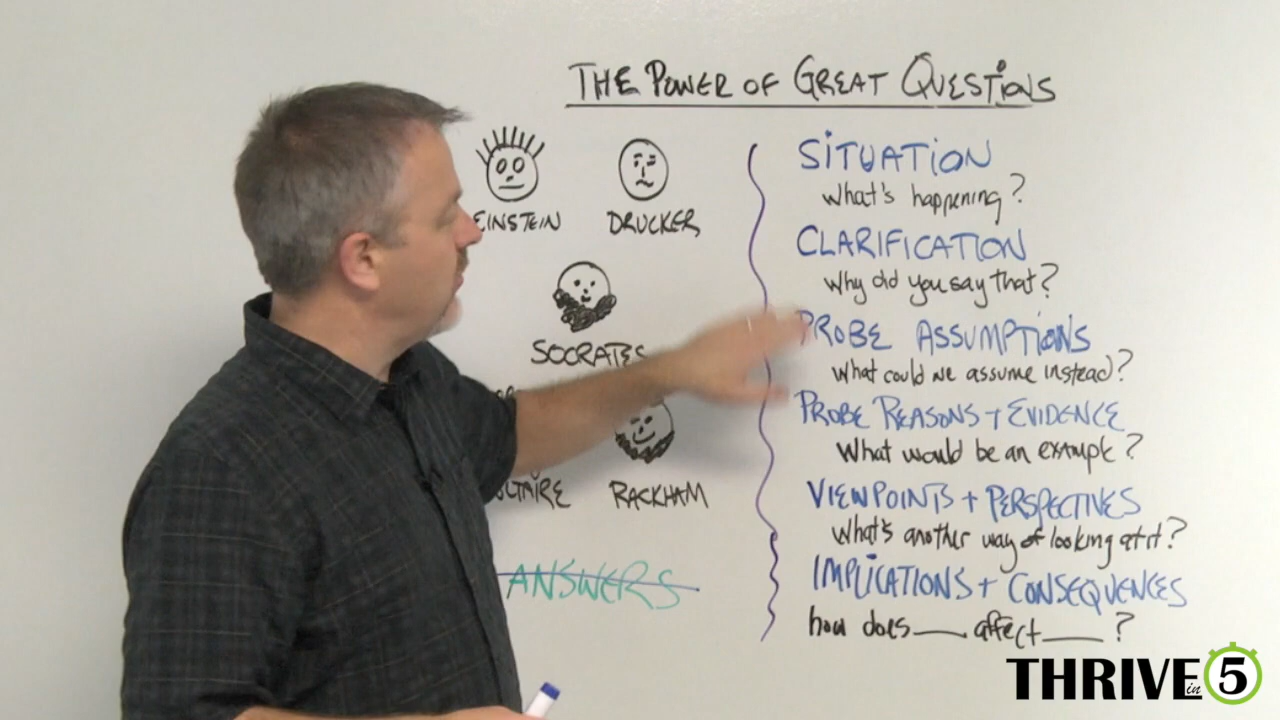 THE POWER OF GREAT QUESTIONS
EINSTEIN
DRUCKER
SOCRATES
RACKHAM
ANSWERS
SITUATION
What's happening?
CLARIFICATION
Why did you say that?
PROBE ASSUMPTIONS
What could we assume instead?
PROBE REASONS + EVIDENCE
What would be an example?
VIEWPOINTS + PERSPECTIVES
What's another way of looking at it?
IMPLICATIONS + CONSEQUENCES
how does ___ affect ___ ?
THRIVE in 5